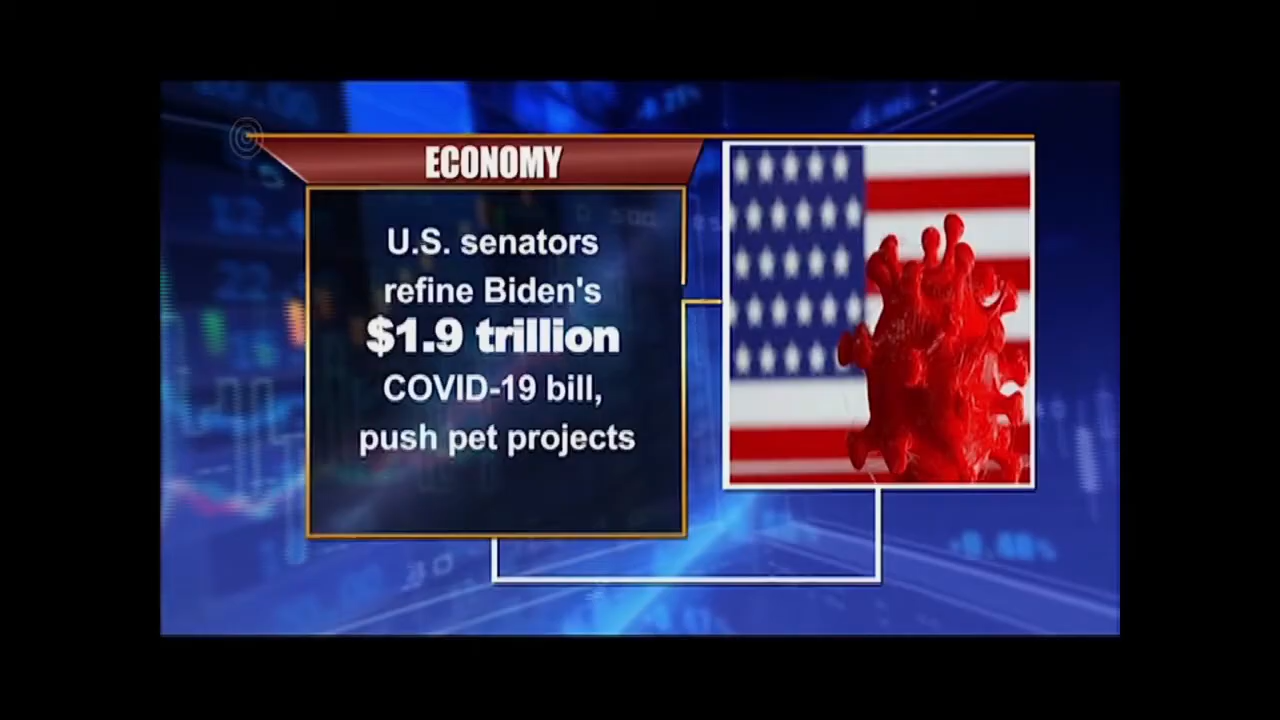 ECONOMY
U.S. senators
refine Biden's
$1.9 trillion
COVID-19 bill,
push pet projects